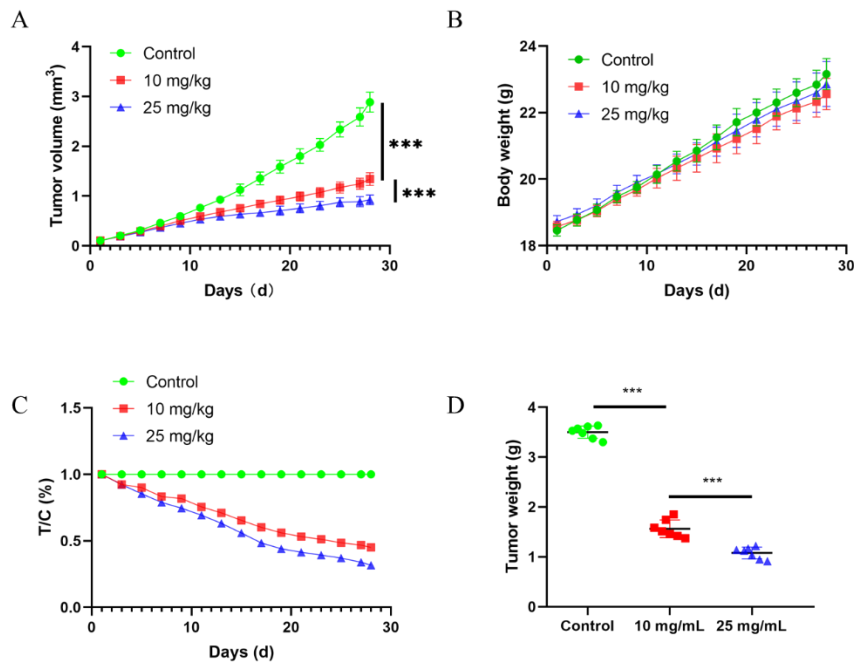 A
Control
10 mg/kg
25 mg/kg
Tumor volume (mm³)
4
3
2
1
0
0 10 20 30
Days (d)
***
***
B
Control
10 mg/kg
25 mg/kg
Body weight (g)
24
22
20
18
0 10 20 30
Days (d)
C
Control
10 mg/kg
25 mg/kg
T/C (%)
1.5
1.0
0.5
0.0
0 10 20 30
Days (d)
D
***
***
Tumor weight (g)
4
3
2
1
0
Control 10 mg/mL 25 mg/mL